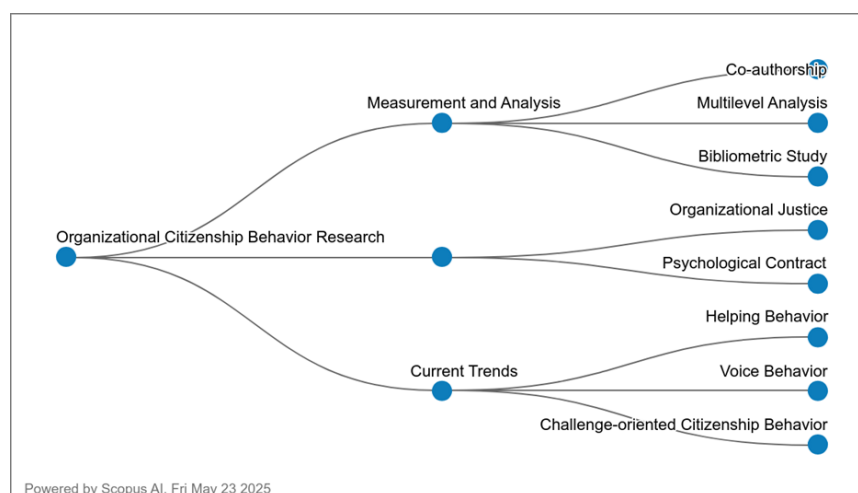 Co-authorship
Measurement and Analysis
Multilevel Analysis
Bibliometric Study
Organizational Justice
Organizational Citizenship Behavior Research
Psychological Contract
Helping Behavior
Current Trends
Voice Behavior
Challenge-oriented Citizenship Behavior
Powered by Scopus AI, Fri May 23 2025